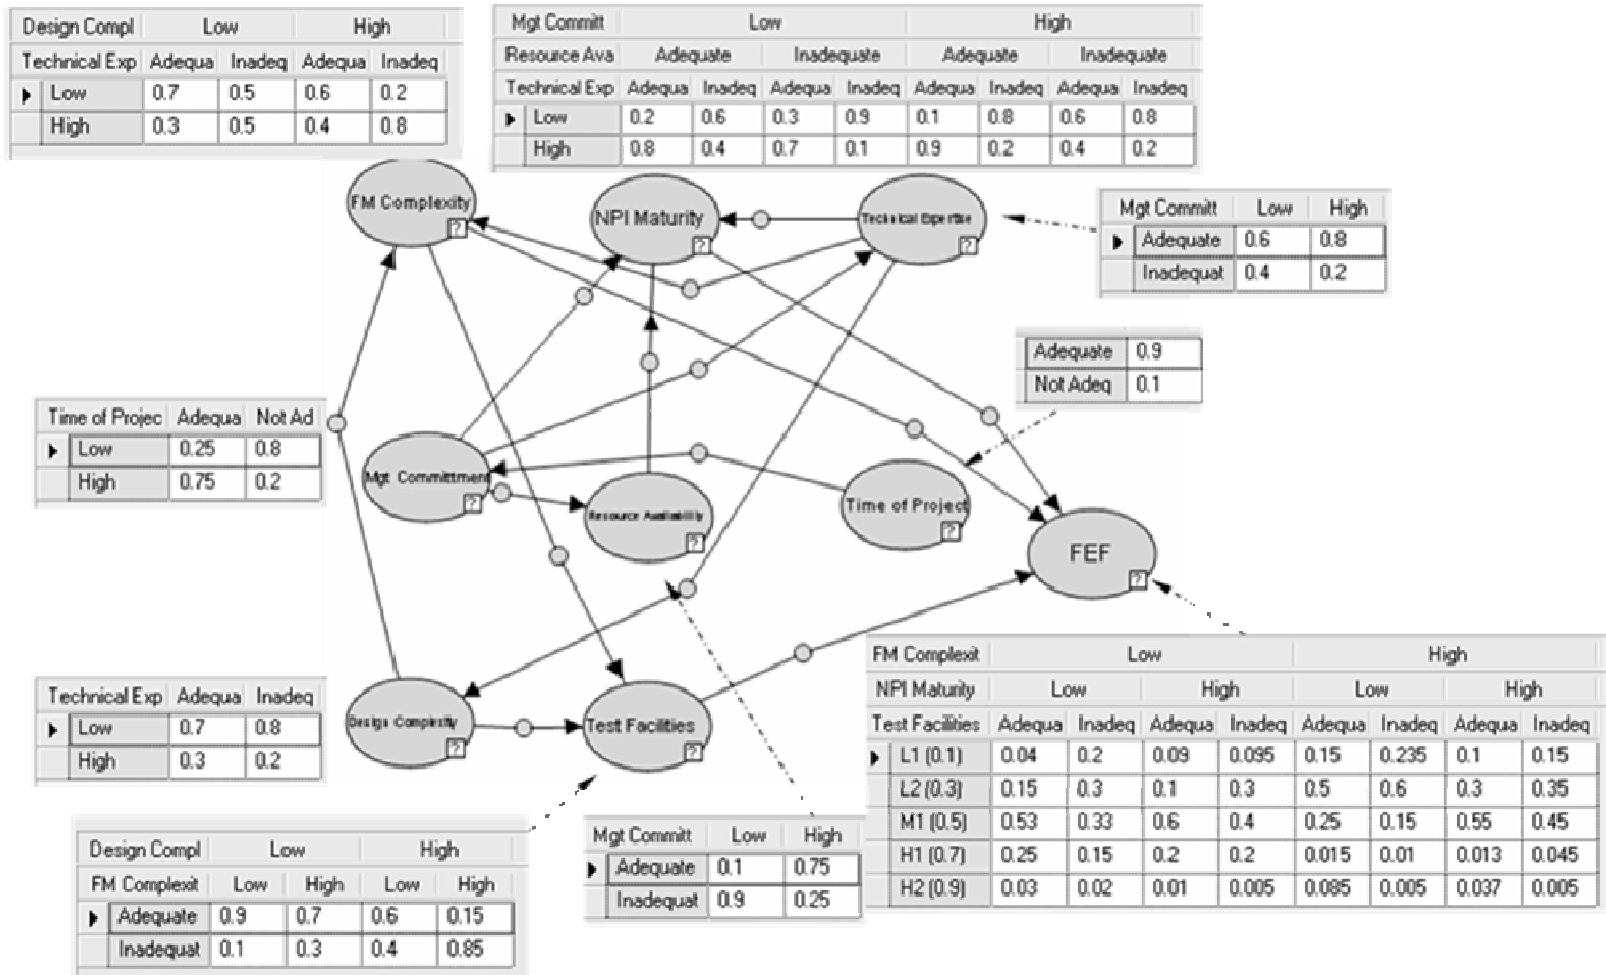 Design Compl Low High
Technical Exp Adequa Inadeq Adequa Inadeq
Low 0.7 0.5 0.6 0.2
High 0.3 0.5 0.4 0.8
Mgt Committ Low High
Resource Ava Adequate Inadequate Adequate Inadequate
Technical Exp Adequa Inadeq Adequa Inadeq Adequa Inadeq Adequa Inadeq
Low 0.2 0.6 0.3 0.9 0.1 0.8 0.6 0.8
High 0.8 0.4 0.7 0.1 0.9 0.2 0.4 0.2
FM Complexity
?
NPI Maturity
?
Technical Expertise
?
Mgt Committ Low High
Adequate 0.6 0.8
Inadequat 0.4 0.2
Adequate 0.9
Not Adeq 0.1
Time of Projec Adequa Not Ad
Low 0.25 0.8
High 0.75 0.2
Mgt Committment
?
Resource Availability
?
Time of Project
?
FEF
?
Technical Exp Adequa Inadeq
Low 0.7 0.8
High 0.3 0.2
Design Complexity
?
Test Facilities
?
FM Complexit Low High
NPI Maturity Low High Low High
Test Facilities Adequa Inadeq Adequa Inadeq Adequa Inadeq Adequa Inadeq
L1 (0.1) 0.04 0.2 0.09 0.095 0.15 0.235 0.1 0.15
L2 (0.3) 0.15 0.3 0.1 0.3 0.5 0.6 0.3 0.35
M1 (0.5) 0.53 0.33 0.6 0.4 0.25 0.15 0.55 0.45
H1 (0.7) 0.25 0.15 0.2 0.2 0.015 0.01 0.013 0.045
H2 (0.9) 0.03 0.02 0.01 0.005 0.085 0.005 0.037 0.005
Design Compl Low High
FM Complexit Low High Low High
Adequate 0.9 0.7 0.6 0.15
Inadequat 0.1 0.3 0.4 0.85
Mgt Committ Low High
Adequate 0.1 0.75
Inadequat 0.9 0.25